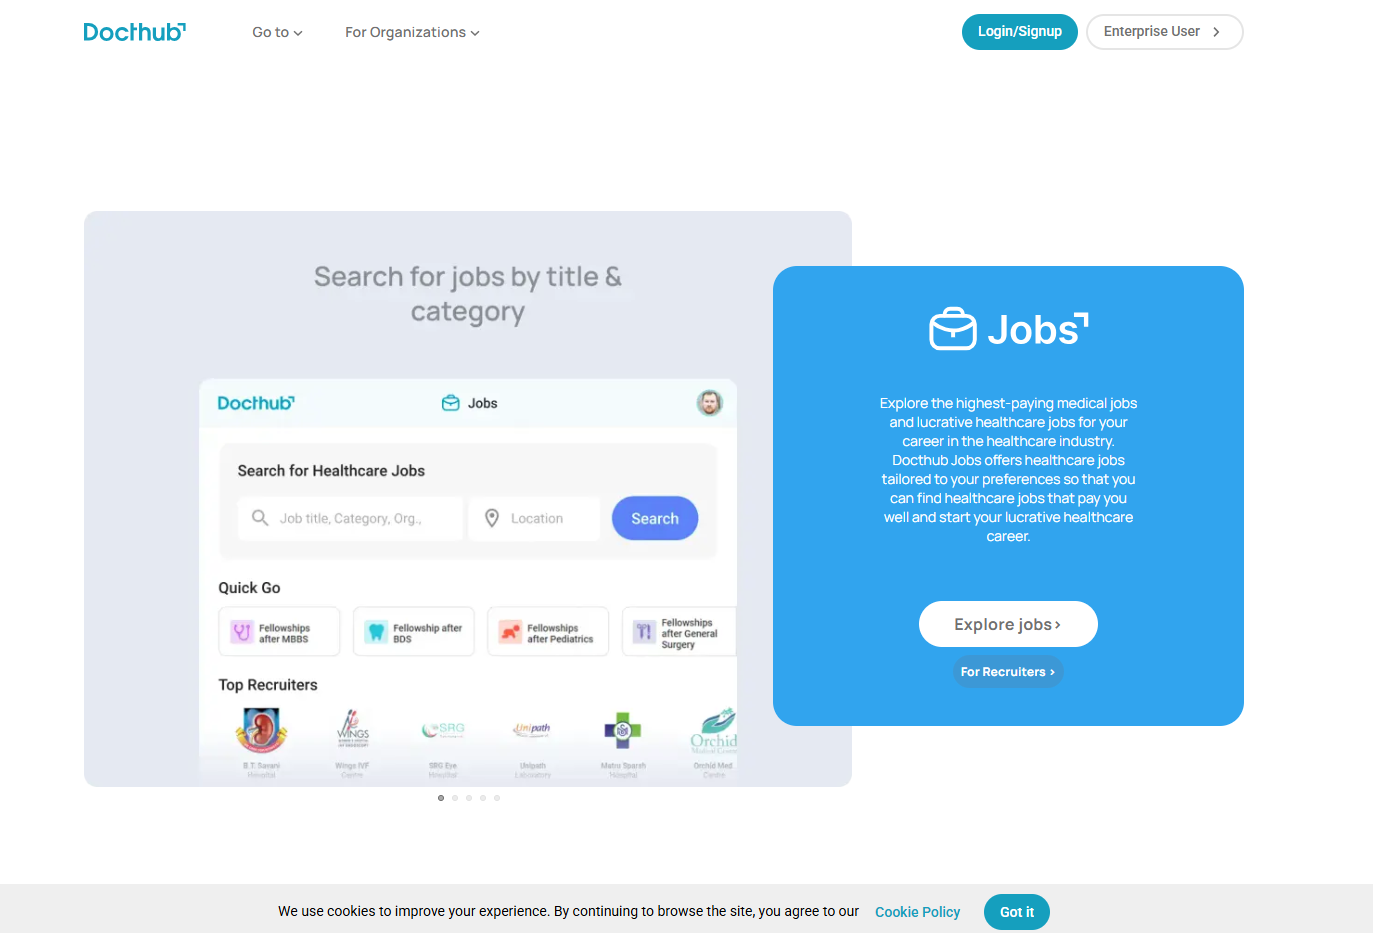 Docthub
Go to
For Organizations
Login/Signup
Enterprise User
Search for jobs by title &
category
Docthub
Jobs
Search for Healthcare Jobs
Job title, Category, Org.,
Location
Search
Quick Go
Fellowships
after MBBS
Fellowship after
BDS
Fellowships
after Pediatrics
Fellowships
after General
Surgery
Top Recruiters
WINGS
SRG
Unipath
Orchid
B.T. Savani
Hospital
Wings IVF
Centre
SRG Eye
Hospital
Unipath
Laboratory
Matru Sparsh
Hospital
Orchid Med
Centre
Jobs
Explore the highest-paying medical jobs
and lucrative healthcare jobs for your
career in the healthcare industry.
Docthub Jobs offers healthcare jobs
tailored to your preferences so that you
can find healthcare jobs that pay you
well and start your lucrative healthcare
career.
Explore jobs ›
For Recruiters ›
We use cookies to improve your experience. By continuing to browse the site, you agree to our Cookie Policy
Got it